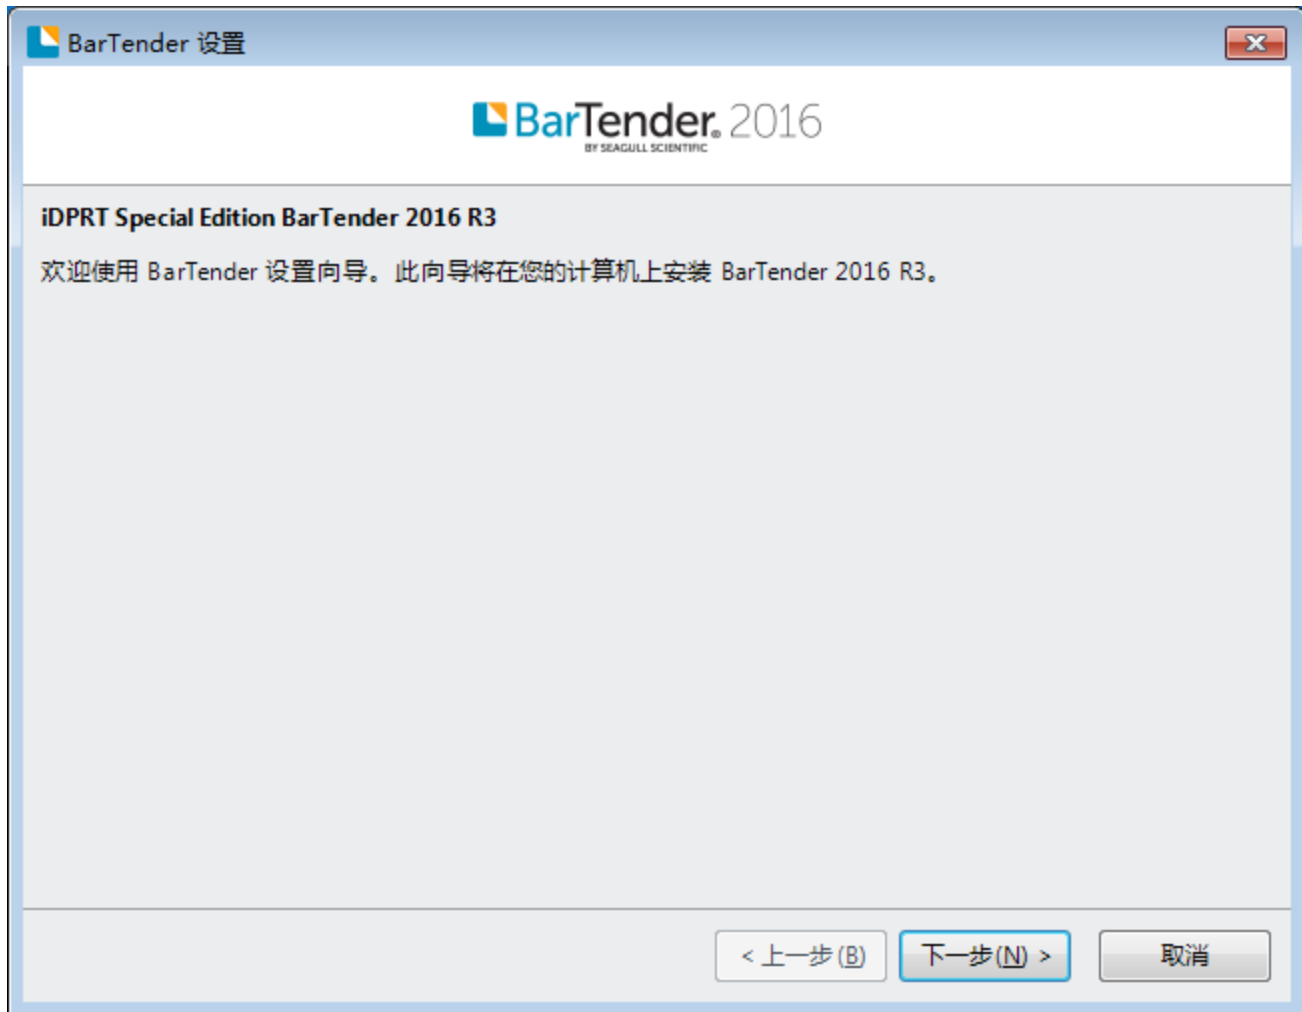 BarTender 设置
BarTender® 2016
BY SEAGULL SCIENTIFIC
iDPRT Special Edition BarTender 2016 R3
欢迎使用 BarTender 设置向导。此向导将在您的计算机上安装 BarTender 2016 R3。
< 上一步(B) 下一步(N) > 取消